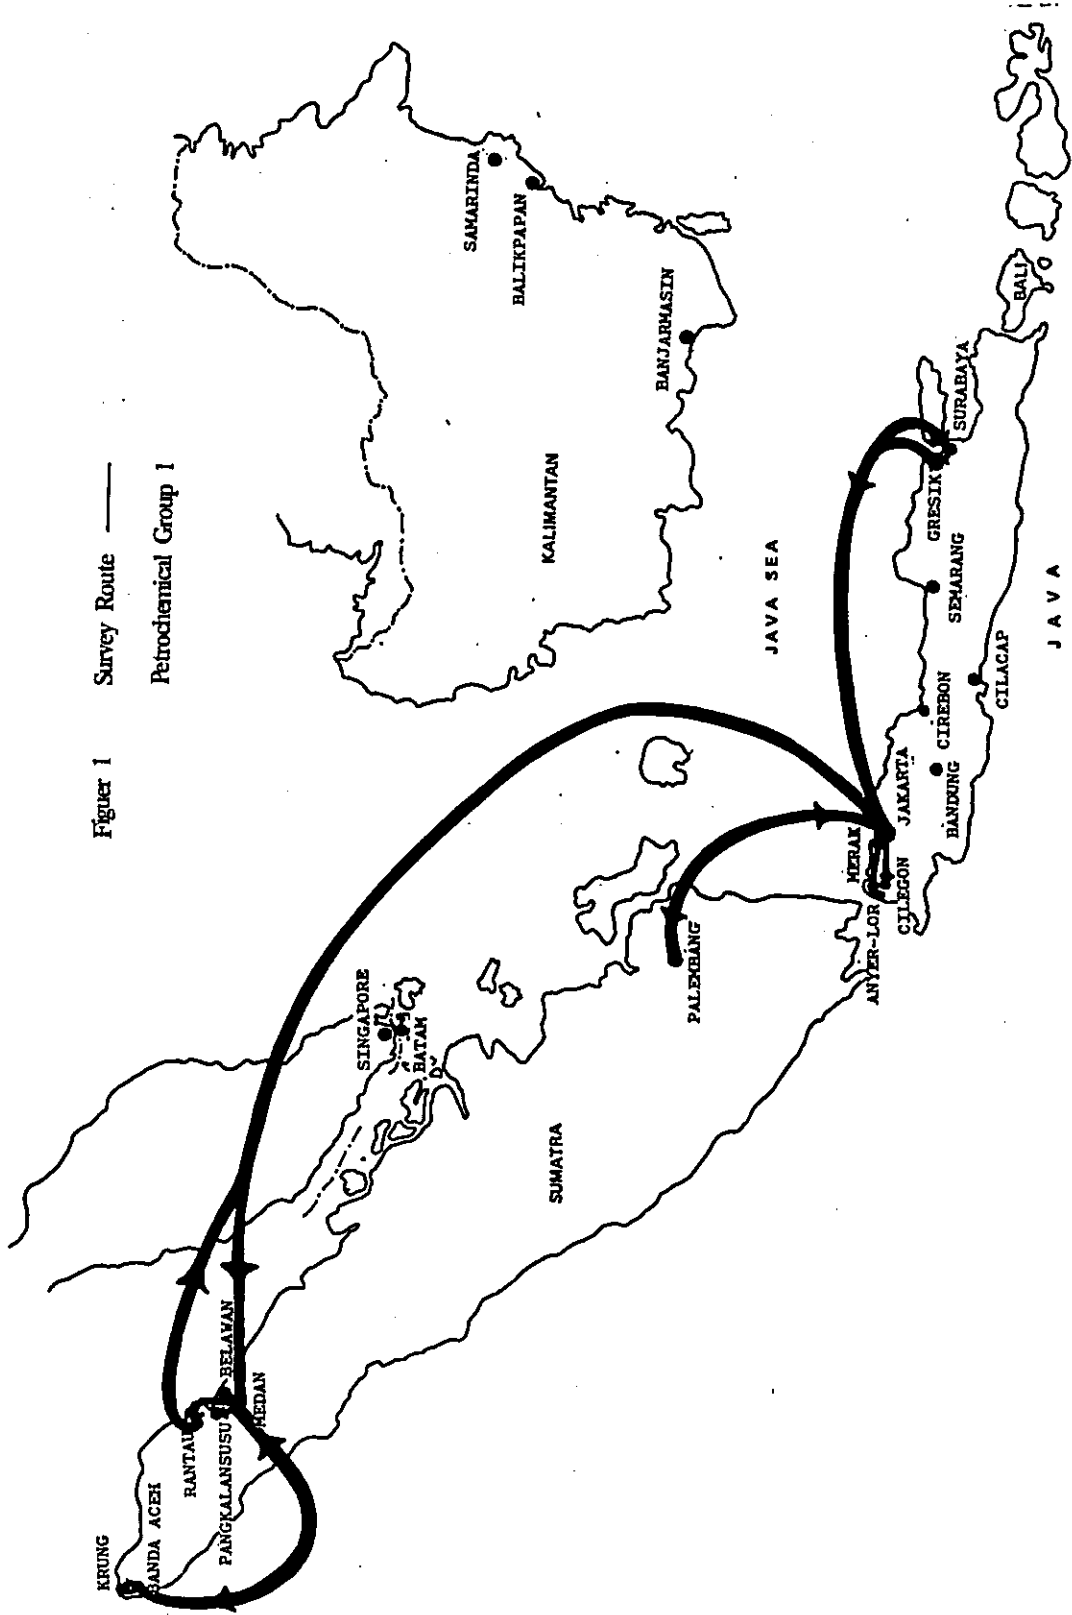 Figuer 1 Survey Route
Petrochemical Group 1
KRUNG
BANDA ACEH
RANTAU
PANGKALANSUSU
BELAWAN
MEDAN
SINGAPORE
BATAM
SUMATRA
PALEMBANG
KALIMANTAN
SAMARINDA
BALIKPAPAN
BANJARMASIN
JAVA SEA
MERAK
ANYER-LOR
CILEGON
JAKARTA
BANDUNG
CIREBON
CILACAP
SEMARANG
GRESIK
SURABAYA
BALI
JAVA